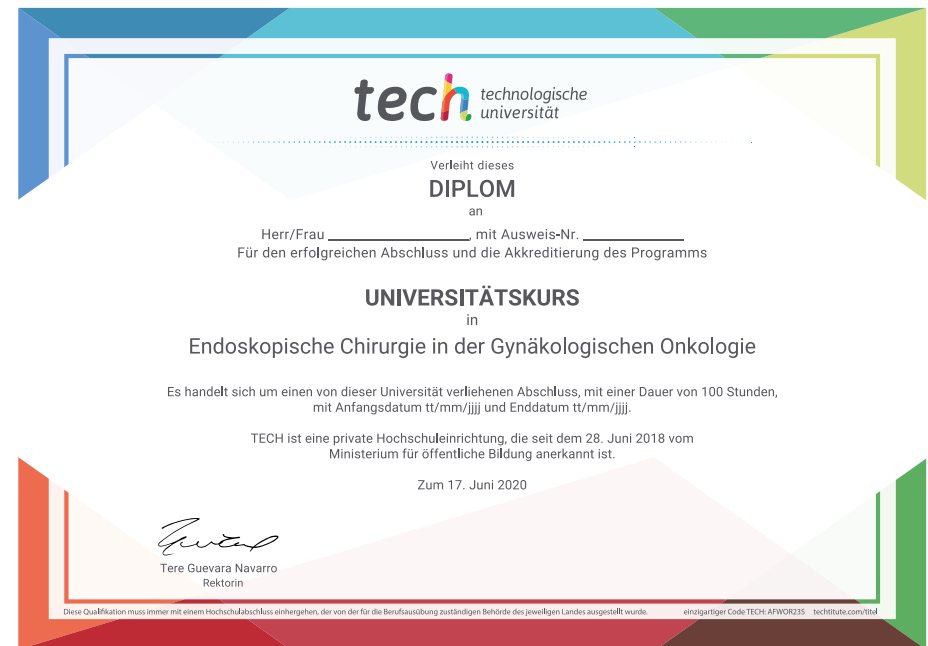 tech technologische
universität
Verleiht dieses
DIPLOM
an
Herr/Frau ____________________, mit Ausweis-Nr. ______________
Für den erfolgreichen Abschluss und die Akkreditierung des Programms
UNIVERSITÄTSKURS
in
Endoskopische Chirurgie in der Gynäkologischen Onkologie
Es handelt sich um einen von dieser Universität verliehenen Abschluss, mit einer Dauer von 100 Stunden,
mit Anfangsdatum tt/mm/jjjj und Enddatum tt/mm/jjjj.
TECH ist eine private Hochschuleinrichtung, die seit dem 28. Juni 2018 vom
Ministerium für öffentliche Bildung anerkannt ist.
Zum 17. Juni 2020
Tere Guevara Navarro
Rektorin
Diese Qualifikation muss immer mit einem Hochschulabschluss einhergehen, der von der für die Berufsausübung zuständigen Behörde des jeweiligen Landes ausgestellt wurde. einzigartiger Code TECH: AFWOR23S techtitute.com/titel